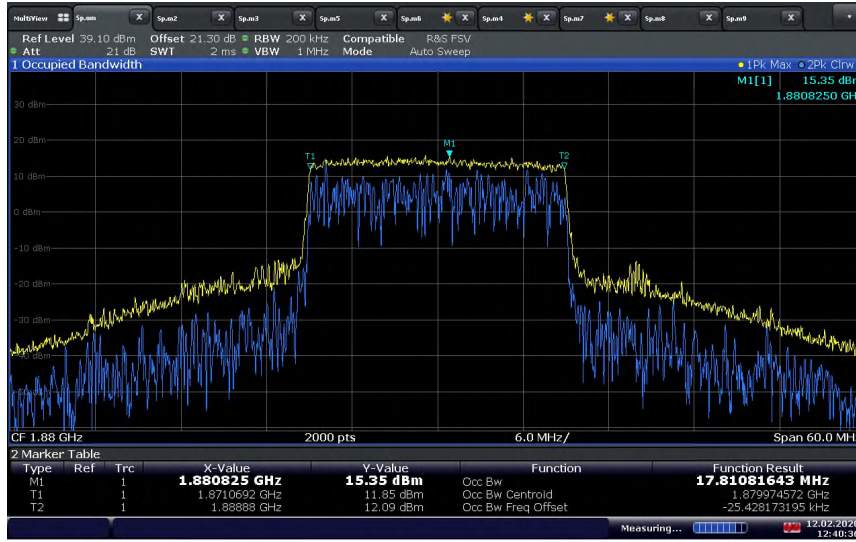 MultiView Sp.um X Sp.m2 X Sp.m3 X Sp.m5 X Sp.m6 X Sp.m4 X Sp.m7 X Sp.m8 X Sp.m9 X
Ref Level 39.10 dBm Offset 21.30 dB RBW 200 kHz Compatible R&S FSV
Att 21 dB SWT 2 ms VBW 1 MHz Mode Auto Sweep
1 Occupied Bandwidth 1Pk Max 2Pk Clrw
M1[1] 15.35 dBm
1.8808250 GH
30 dBm
20 dBm
M1
T1 T2
10 dBm
0 dBm
-10 dBm
-20 dBm
-30 dBm
-40 dBm
CF 1.88 GHz 2000 pts 6.0 MHz/ Span 60.0 MH
2 Marker Table
Type Ref Trc X-Value Y-Value Function Function Result
M1 1 1.880825 GHz 15.35 dBm Occ Bw 17.81081643 MHz
T1 1 1.8710692 GHz 11.85 dBm Occ Bw Centroid 1.879974572 GHz
T2 1 1.88888 GHz 12.09 dBm Occ Bw Freq Offset -25.428173195 kHz
Measuring... 12.02.2020
12:40:36